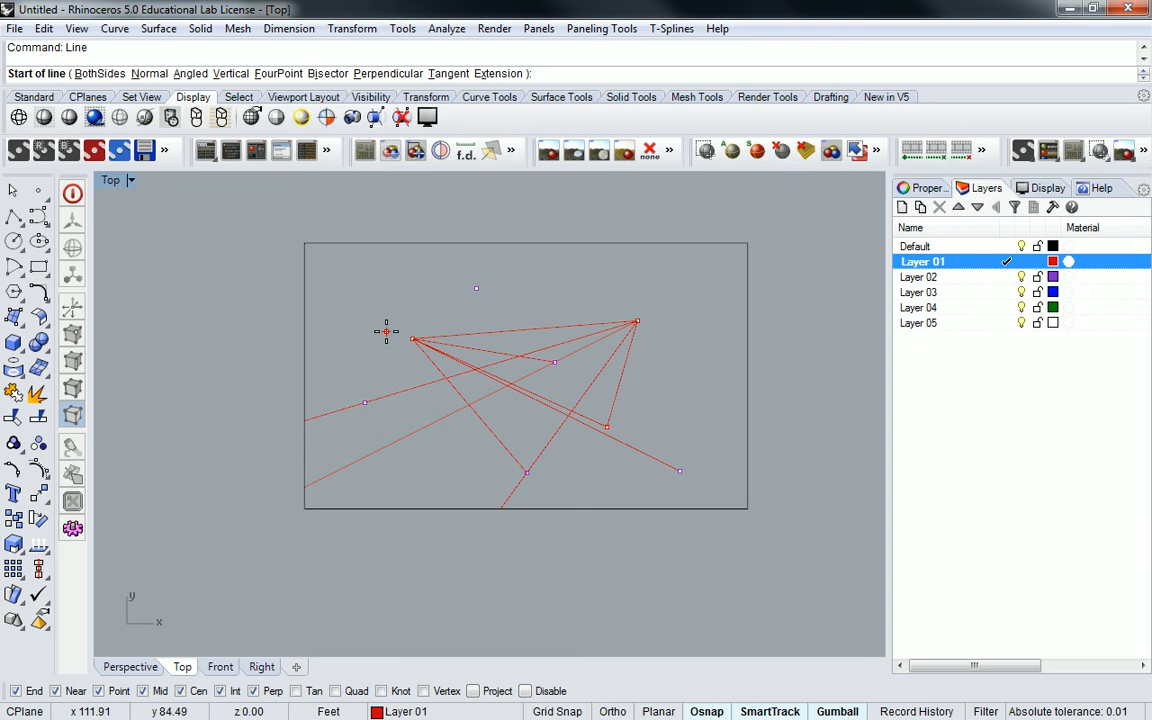 Untitled - Rhinoceros 5.0 Educational Lab License - [Top]
File Edit View Curve Surface Solid Mesh Dimension Transform Tools Analyze Render Panels Paneling Tools T-Splines Help
Command: Line
Start of line ( BothSides Normal Angled Vertical FourPoint Bisector Perpendicular Tangent Extension ):
Standard CPlanes Set View Display Select Viewport Layout Visibility Transform Curve Tools Surface Tools Solid Tools Mesh Tools Render Tools Drafting New in V5
f.d. none
Top
Proper... Layers Display Help
Name Material
Default
Layer 01
Layer 02
Layer 03
Layer 04
Layer 05
y
x
Perspective Top Front Right
End Near Point Mid Cen Int Perp Tan Quad Knot Vertex Project Disable
CPlane x 111.91 y 84.49 z 0.00 Feet Layer 01 Grid Snap Ortho Planar Osnap SmartTrack Gumball Record History Filter Absolute tolerance: 0.01